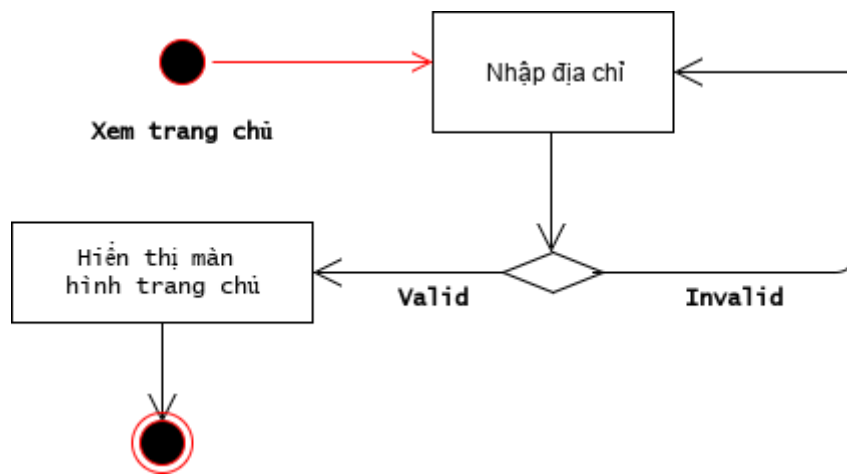 Nhập địa chỉ
Xem trang chủ
Hiển thị màn
hình trang chủ
Valid
Invalid